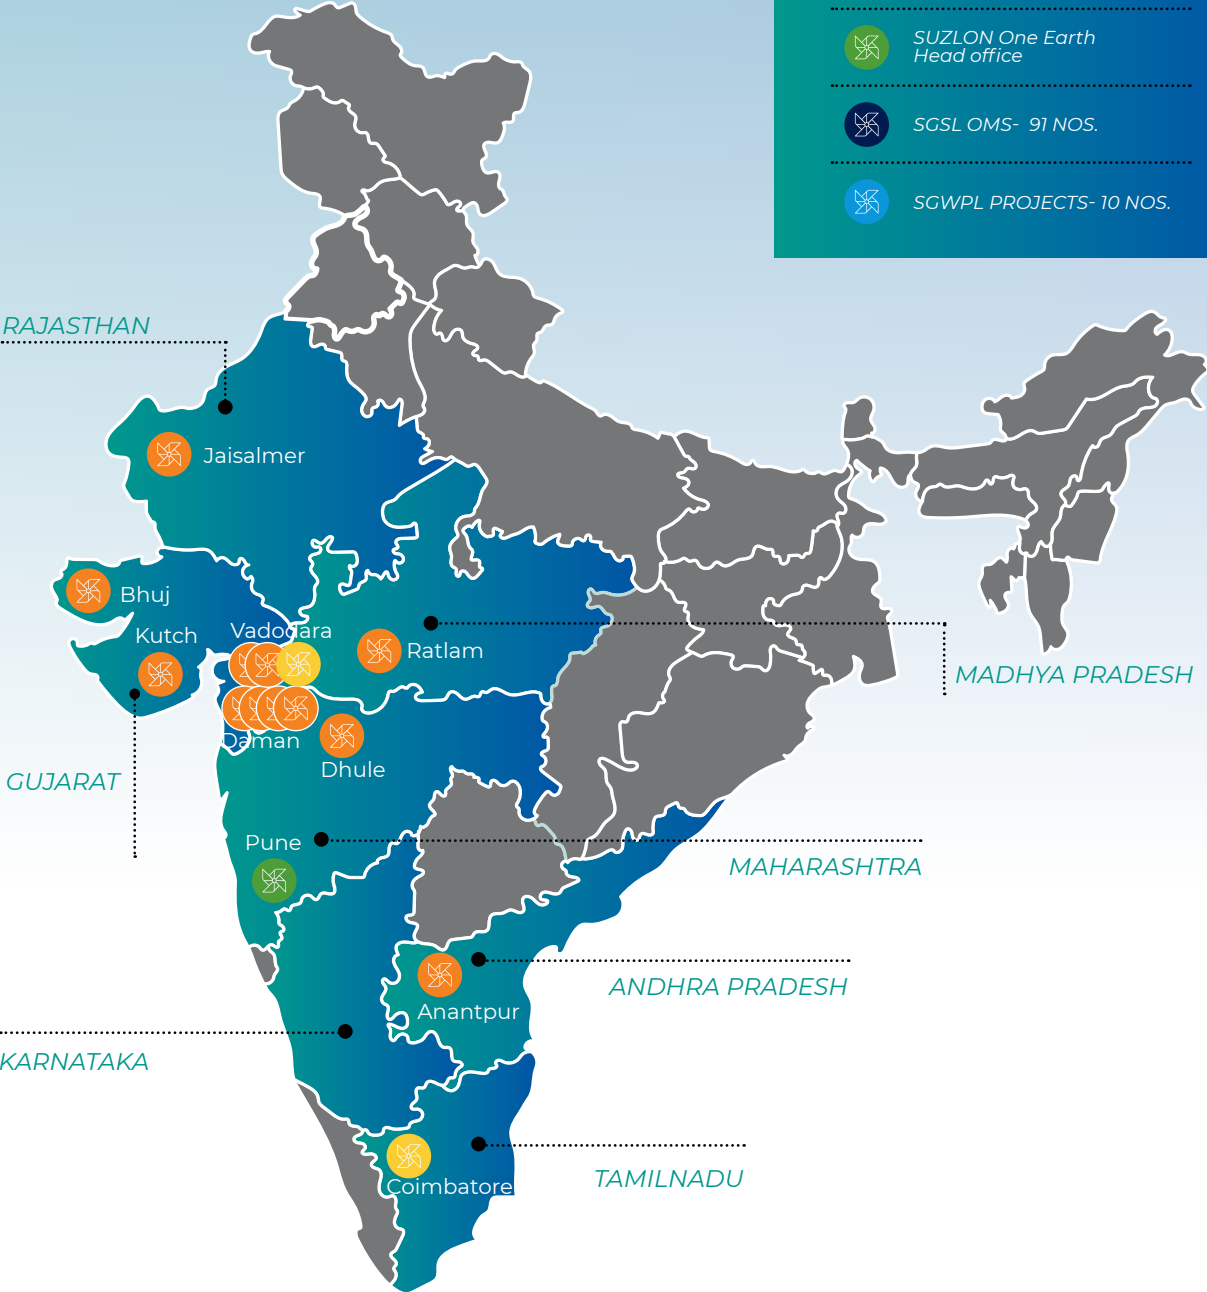 SUZLON One Earth
Head office
SGSL OMS- 91 NOS.
SGWPL PROJECTS- 10 NOS.
RAJASTHAN
Jaisalmer
Bhuj
Kutch
Vadodara
Ratlam
MADHYA PRADESH
Daman
Dhule
GUJARAT
Pune
MAHARASHTRA
ANDHRA PRADESH
Anantpur
KARNATAKA
TAMILNADU
Coimbatore